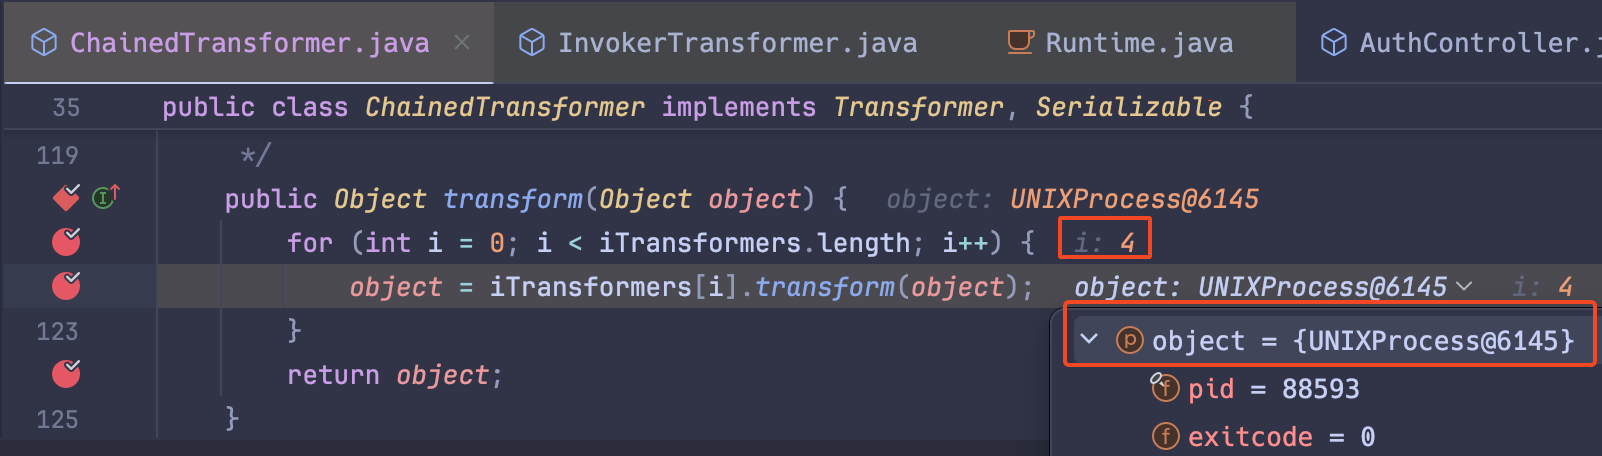 ChainedTransformer.java × InvokerTransformer.java Runtime.java AuthController.j
35 public class ChainedTransformer implements Transformer, Serializable {
119 */
public Object transform(Object object) { object: UNIXProcess@6145
for (int i = 0; i < iTransformers.length; i++) { i: 4
object = iTransformers[i].transform(object); object: UNIXProcess@6145 i: 4
123 }
object = {UNIXProcess@6145}
return object;
pid = 88593
125 }
exitcode = 0